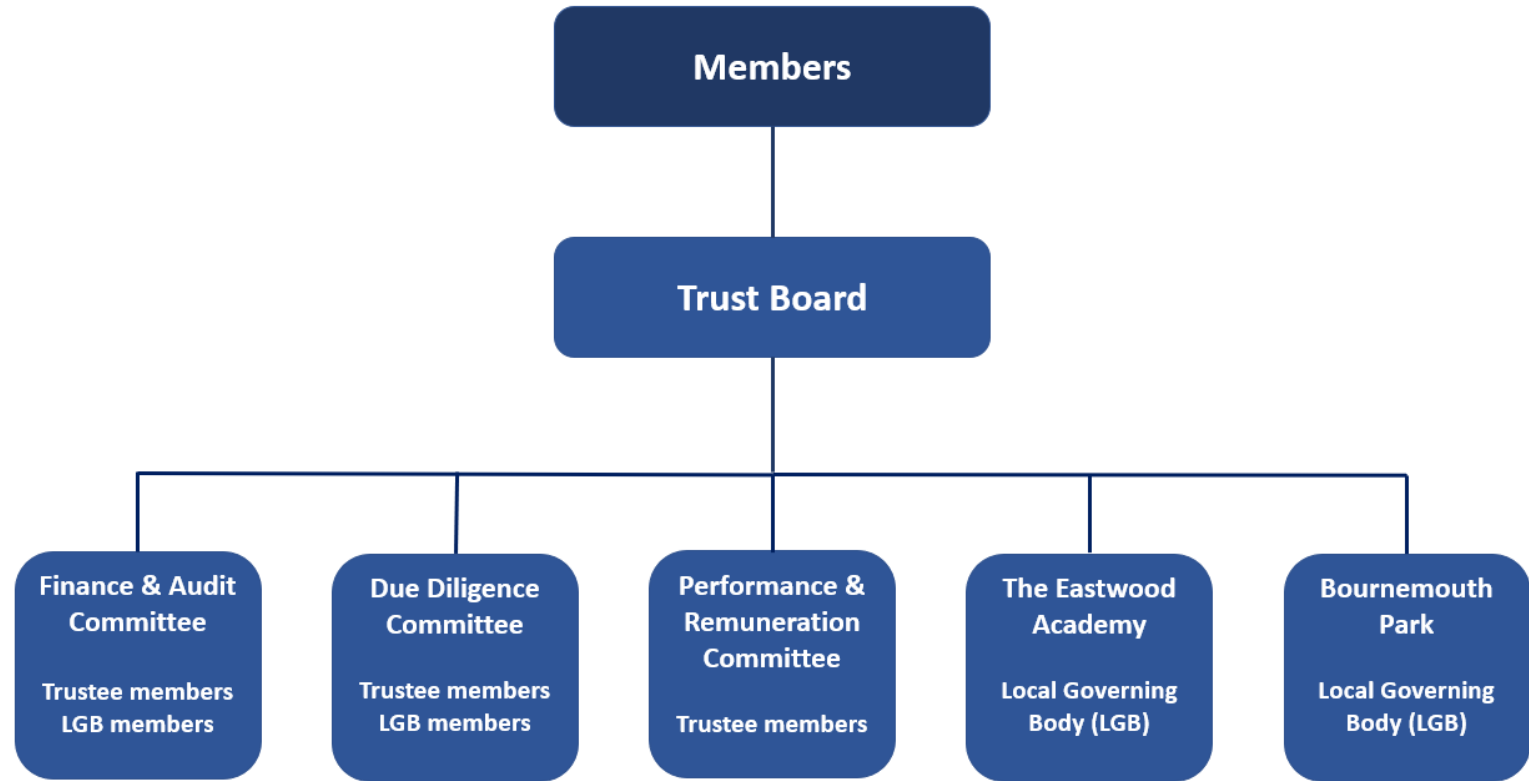 Members
Trust Board
Finance & Audit
Committee
Trustee members
LGB members
Due Diligence
Committee
Trustee members
LGB members
Performance &
Remuneration
Committee
Trustee members
The Eastwood
Academy
Local Governing
Body (LGB)
Bournemouth
Park
Local Governing
Body (LGB)